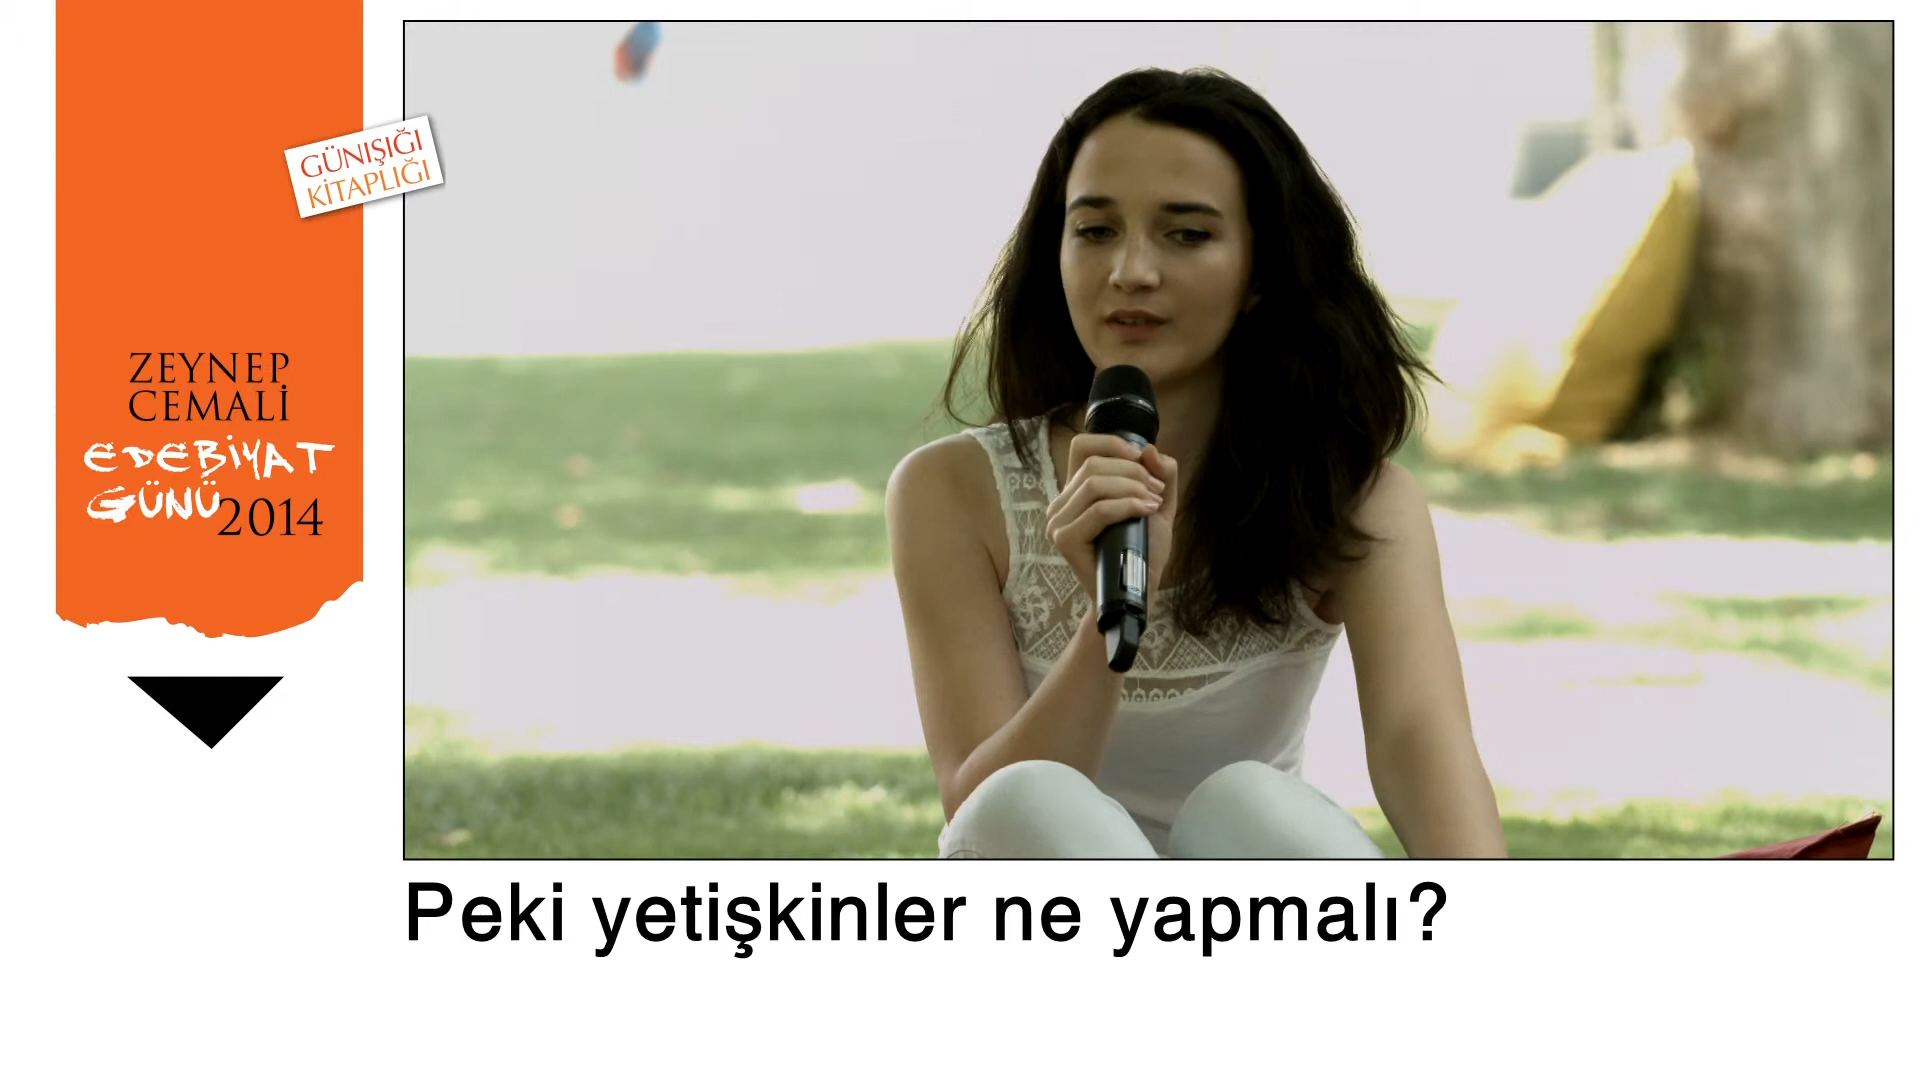 GÜNIŞIĞI
KİTAPLIĞI
ZEYNEP
CEMALİ
EDEBİYAT
GÜNÜ 2014
Peki yetişkinler ne yapmalı?